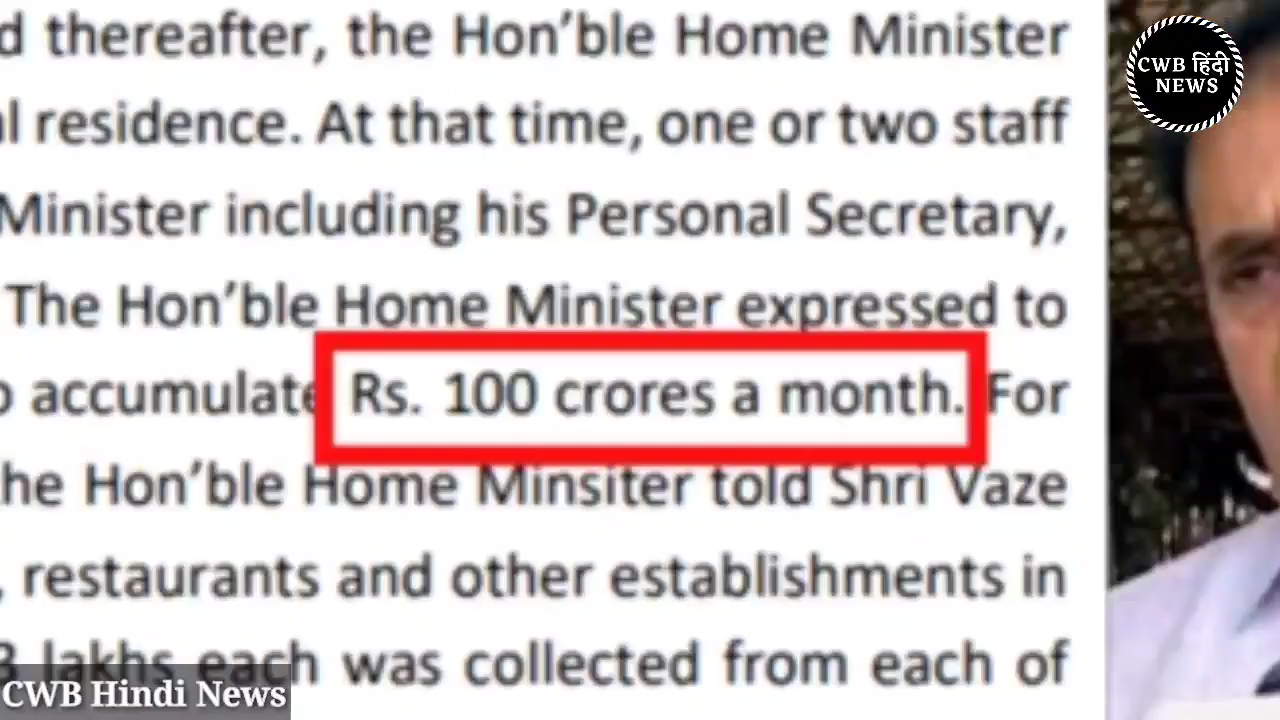 d thereafter, the Hon’ble Home Minister
l residence. At that time, one or two staff
Minister including his Personal Secretary,
The Hon’ble Home Minister expressed to
o accumulate Rs. 100 crores a month. For
he Hon’ble Home Minsiter told Shri Vaze
, restaurants and other establishments in
3 lakhs each was collected from each of
CWB हिंदी
NEWS
CWB Hindi News